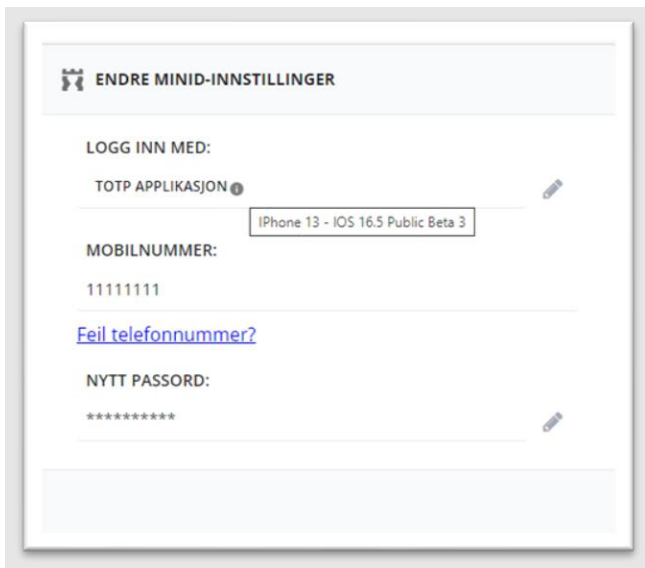 ENDRE MINID-INNSTILLINGER
LOGG INN MED:
TOTP APPLIKASJON
IPhone 13 - IOS 16.5 Public Beta 3
MOBILNUMMER:
11111111
Feil telefonnummer?
NYTT PASSORD:
**********